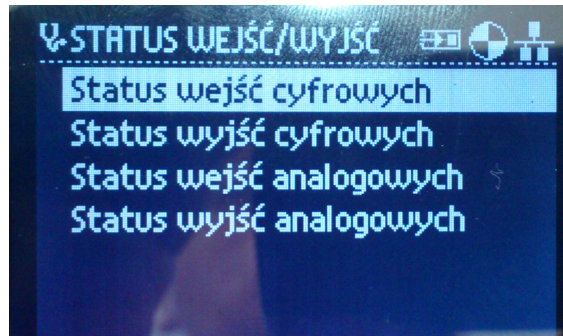 STATUS WEJŚĆ/WYJŚĆ
Status wejść cyfrowych
Status wyjść cyfrowych
Status wejść analogowych
Status wyjść analogowych